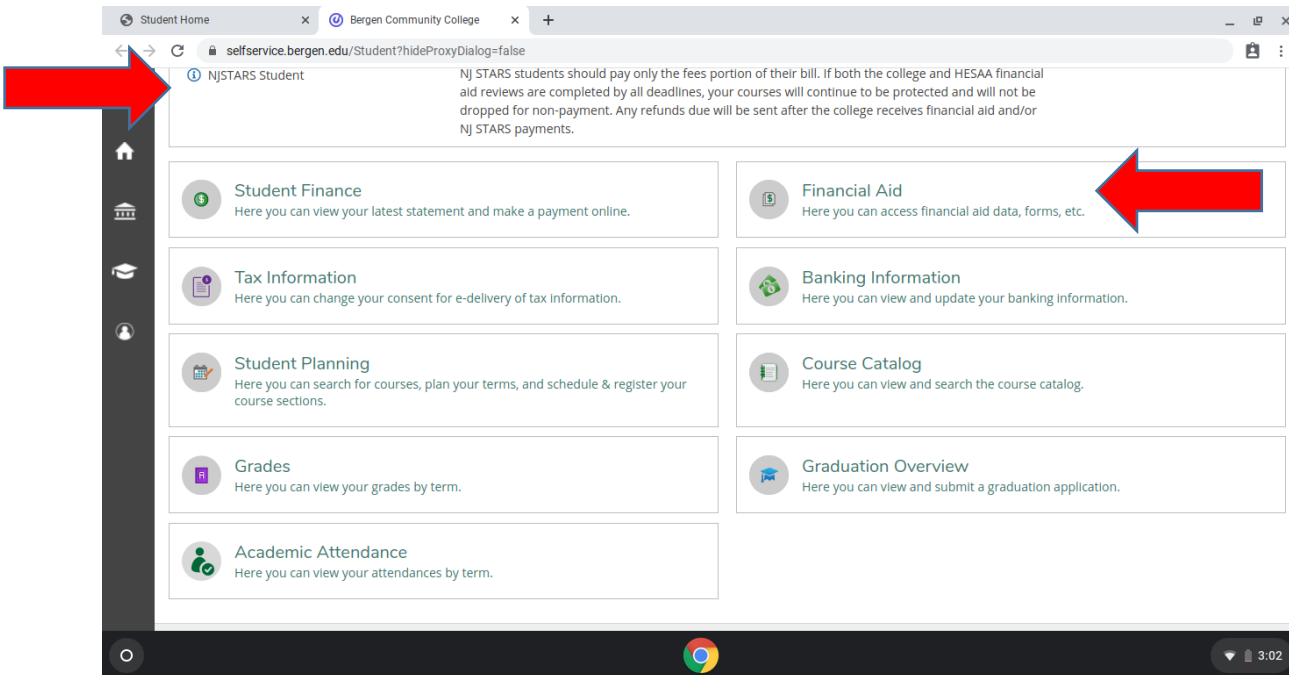 Student Home
Bergen Community College
selfservice.bergen.edu/Student?hideProxyDialog=false
NJSTARS Student
NJ STARS students should pay only the fees portion of their bill. If both the college and HESAA financial
aid reviews are completed by all deadlines, your courses will continue to be protected and will not be
dropped for non-payment. Any refunds due will be sent after the college receives financial aid and/or
NJ STARS payments.
Student Finance
Here you can view your latest statement and make a payment online.
Financial Aid
Here you can access financial aid data, forms, etc.
Tax Information
Here you can change your consent for e-delivery of tax information.
Banking Information
Here you can view and update your banking information.
Student Planning
Here you can search for courses, plan your terms, and schedule & register your
course sections.
Course Catalog
Here you can view and search the course catalog.
Grades
Here you can view your grades by term.
Graduation Overview
Here you can view and submit a graduation application.
Academic Attendance
Here you can view your attendances by term.
3:02